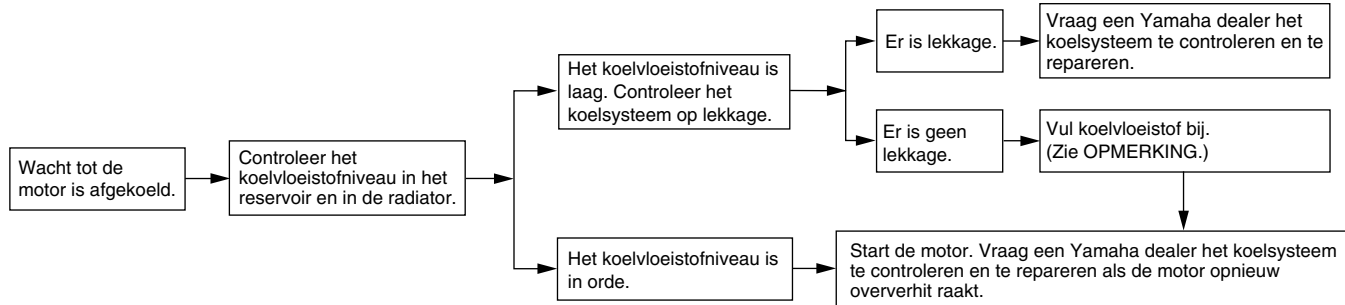 Wacht tot de
motor is afgekoeld.
Controleer het
koelvloeistofniveau in het
reservoir en in de radiator.
Het koelvloeistofniveau is
laag. Controleer het
koelsysteem op lekkage.
Er is lekkage.
Vraag een Yamaha dealer het
koelsysteem te controleren en te
repareren.
Er is geen
lekkage.
Vul koelvloeistof bij.
(Zie OPMERKING.)
Het koelvloeistofniveau is
in orde.
Start de motor. Vraag een Yamaha dealer het koelsysteem
te controleren en te repareren als de motor opnieuw
oververhit raakt.